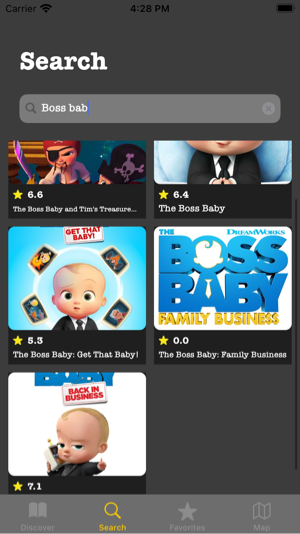 Carrier 4:28 PM
Search
Boss bab
6.6
The Boss Baby and Tim's Treasure...
6.4
The Boss Baby
GET THAT
BABY!
5.3
The Boss Baby: Get That Baby!
DREAMWORKS
THE
BOSS
BABY
FAMILY BUSINESS
0.0
The Boss Baby: Family Business
BABY
BACK IN
BUSINESS
7.1
Discover Search Favorites Map